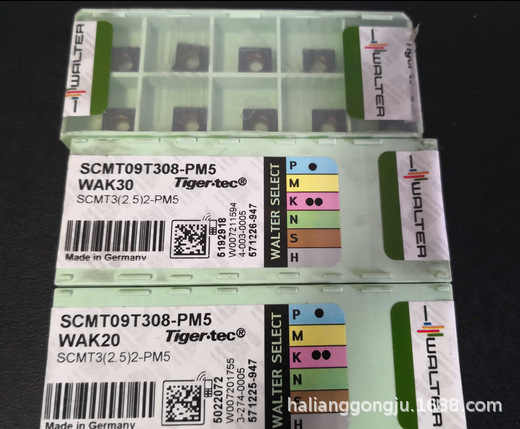 WALTER
WALTER
SCMT09T308-PM5
WAK30
Tiger·tec®
SCMT3(2.5)2-PM5
Made in Germany
5192918
W007211594
4-003-0005
571226-947
WALTER SELECT
P
M
K
N
S
H
WALTER
SCMT09T308-PM5
WAK20
Tiger·tec®
SCMT3(2.5)2-PM5
Made in Germany
5022072
W007201755
3-274-0005
571225-947
WALTER SELECT
P
M
K
N
S
H
WALTER
halianggongju.1688.com